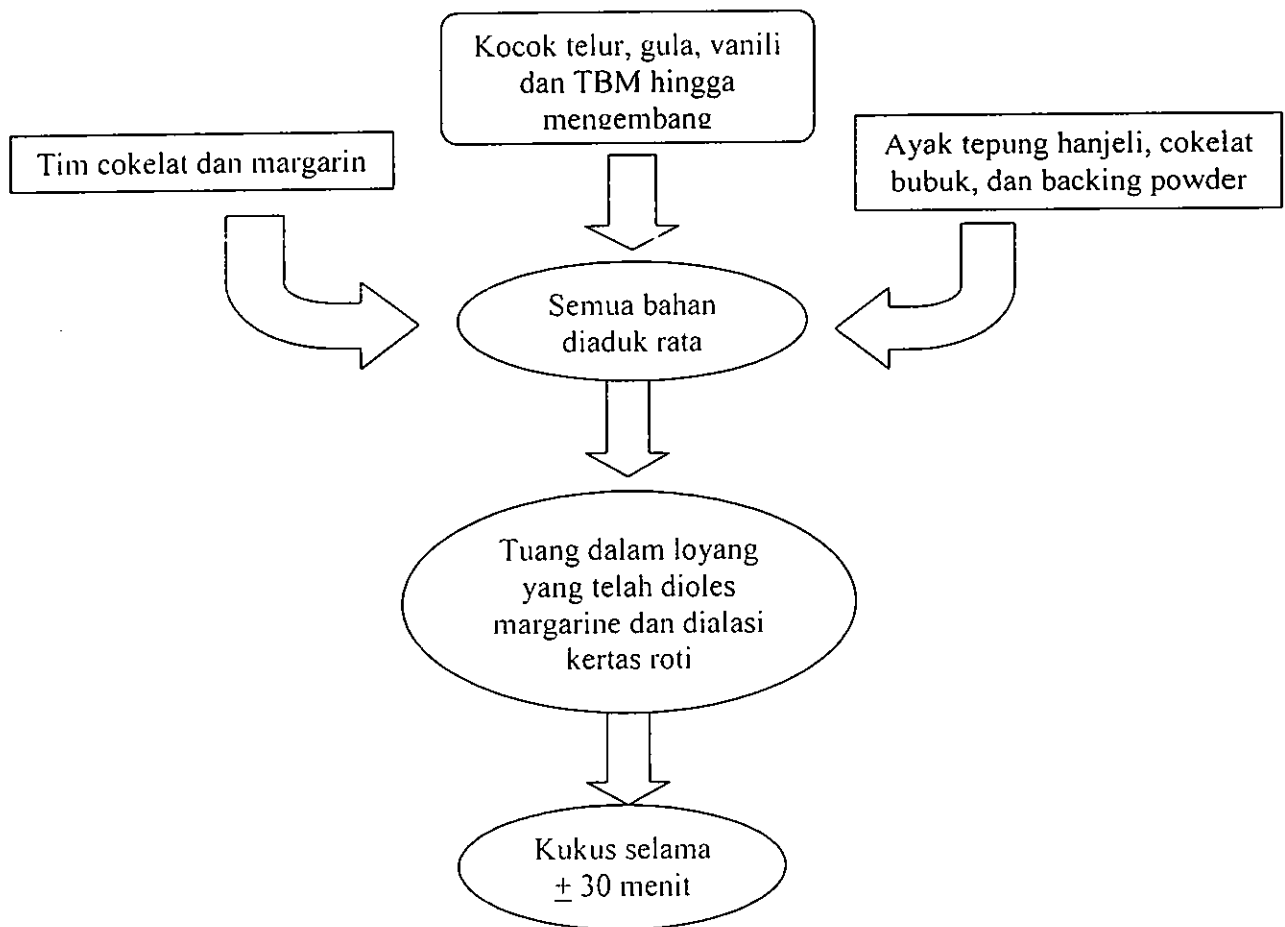 Kocok telur, gula, vanili
dan TBM hingga
mengembang
Tim cokelat dan margarin
Ayak tepung hanjeli, cokelat
bubuk, dan backing powder
Semua bahan
diaduk rata
Tuang dalam loyang
yang telah dioles
margarine dan dialasi
kertas roti
Kukus selama
± 30 menit